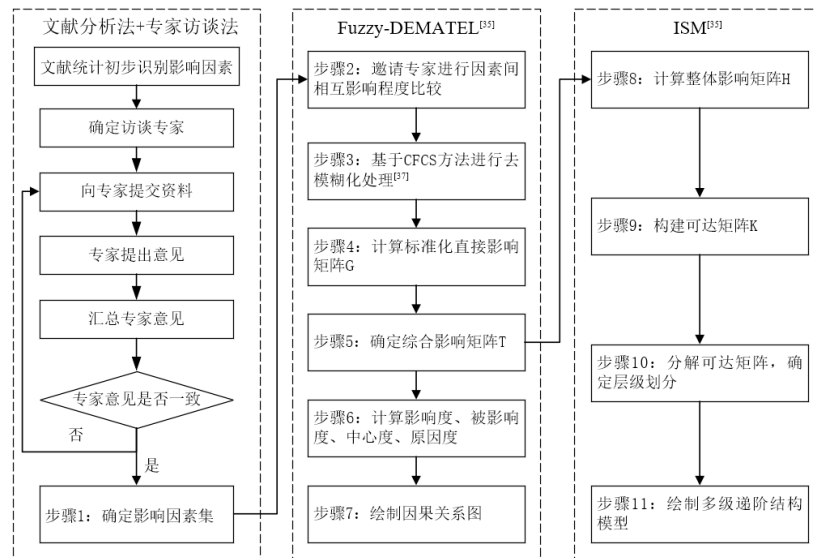 文献分析法+专家访谈法
文献统计初步识别影响因素
确定访谈专家
向专家提交资料
专家提出意见
汇总专家意见
专家意见是否一致
否
是
步骤1: 确定影响因素集
Fuzzy-DEMATEL[35]
步骤2: 邀请专家进行因素间
相互影响程度比较
步骤3: 基于CFCS方法进行去
模糊化处理[37]
步骤4: 计算标准化直接影响
矩阵G
步骤5: 确定综合影响矩阵T
步骤6: 计算影响度、被影响
度、中心度、原因度
步骤7: 绘制因果关系图
ISM[35]
步骤8: 计算整体影响矩阵H
步骤9: 构建可达矩阵K
步骤10: 分解可达矩阵，确
定层级划分
步骤11: 绘制多级递阶结构
模型